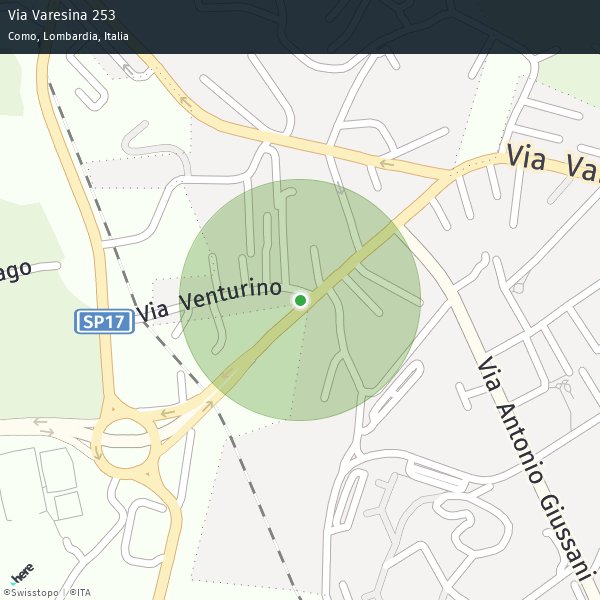 Via Varesina 253
Como, Lombardia, Italia
Via Va
ago
Via Venturino
SP17
Via Antonio Giussani
here
©Swisstopo | ©ITA